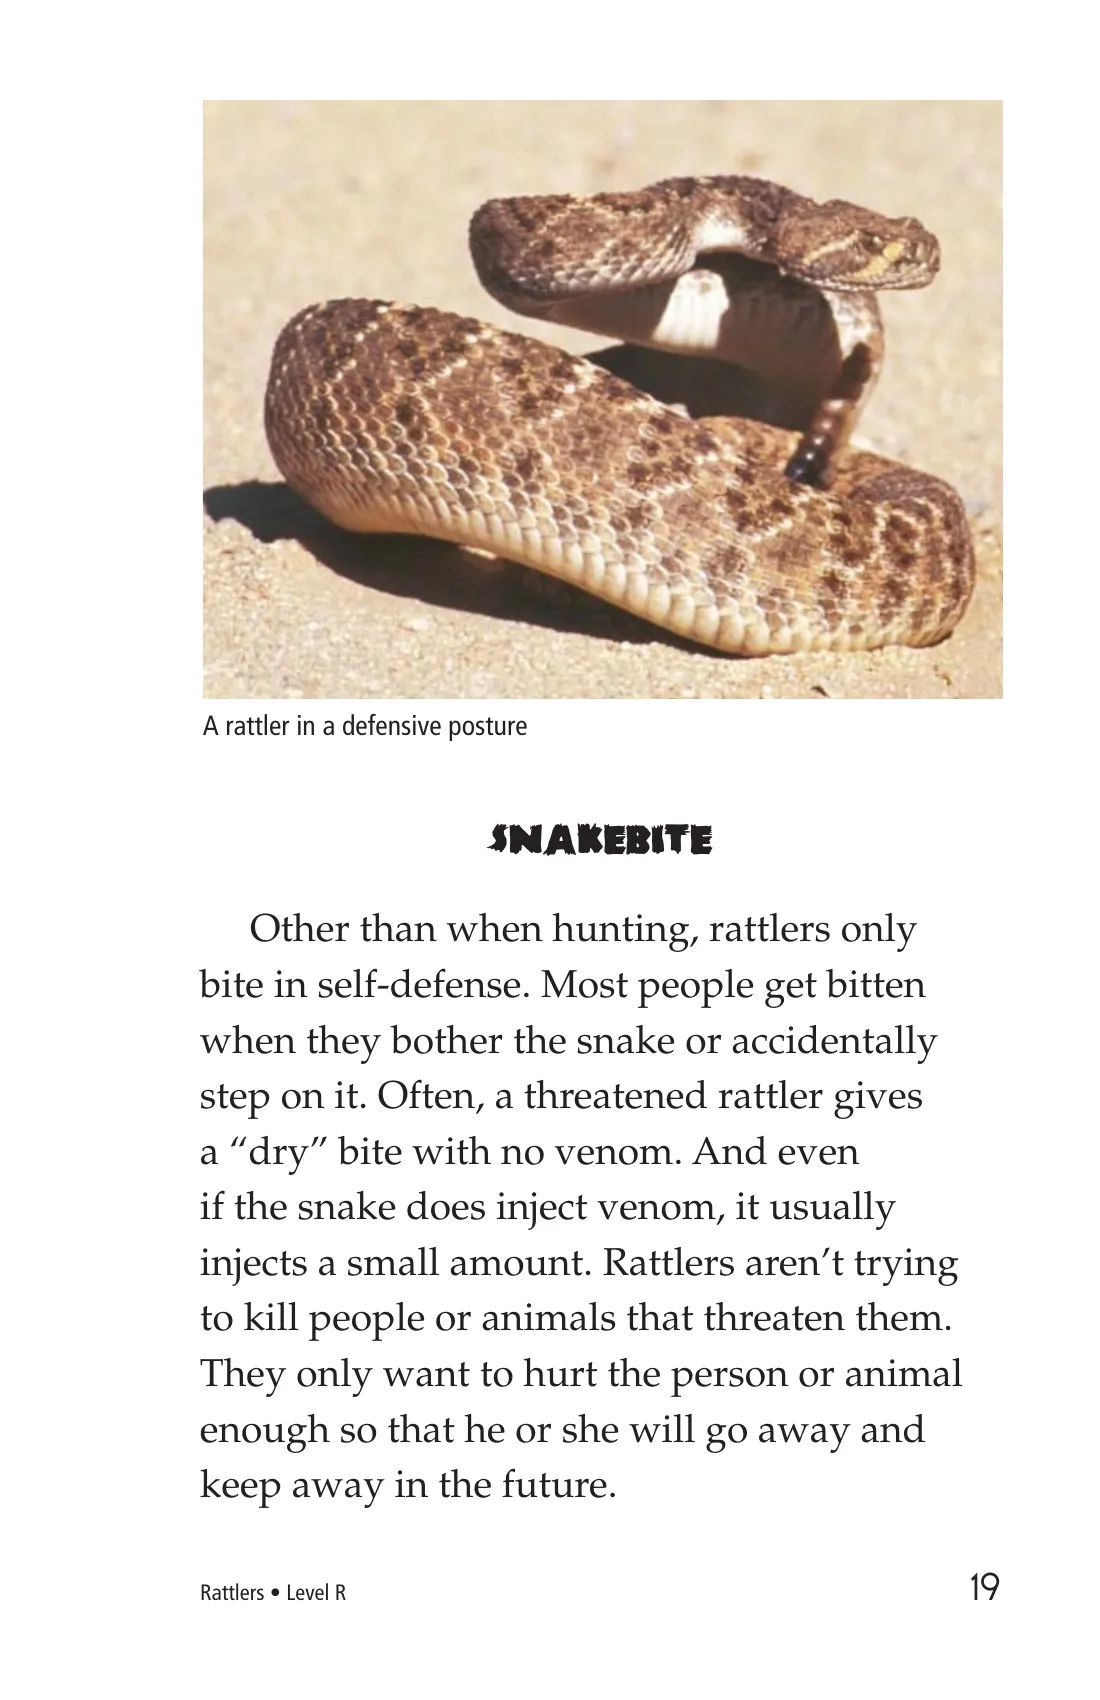 A rattler in a defensive posture
SNAKEBITE
Other than when hunting, rattlers only
bite in self-defense. Most people get bitten
when they bother the snake or accidentally
step on it. Often, a threatened rattler gives
a “dry” bite with no venom. And even
if the snake does inject venom, it usually
injects a small amount. Rattlers aren’t trying
to kill people or animals that threaten them.
They only want to hurt the person or animal
enough so that he or she will go away and
keep away in the future.
Rattlers • Level R
19